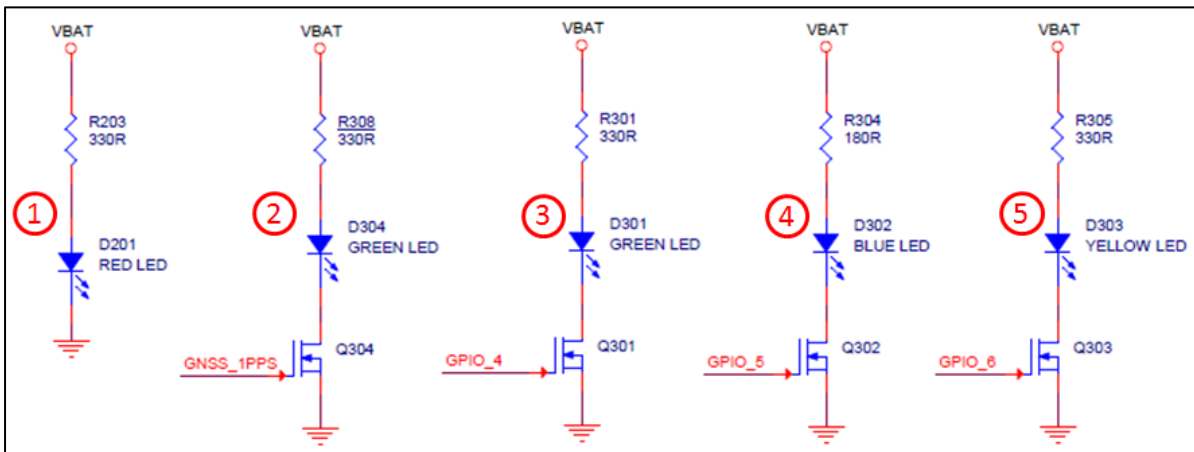 VBAT
R203
330R
1
D201
RED LED
VBAT
R308
330R
2
D304
GREEN LED
Q304
GNSS_1PPS
VBAT
R301
330R
3
D301
GREEN LED
Q301
GPIO_4
VBAT
R304
180R
4
D302
BLUE LED
Q302
GPIO_5
VBAT
R305
330R
5
D303
YELLOW LED
Q303
GPIO_6